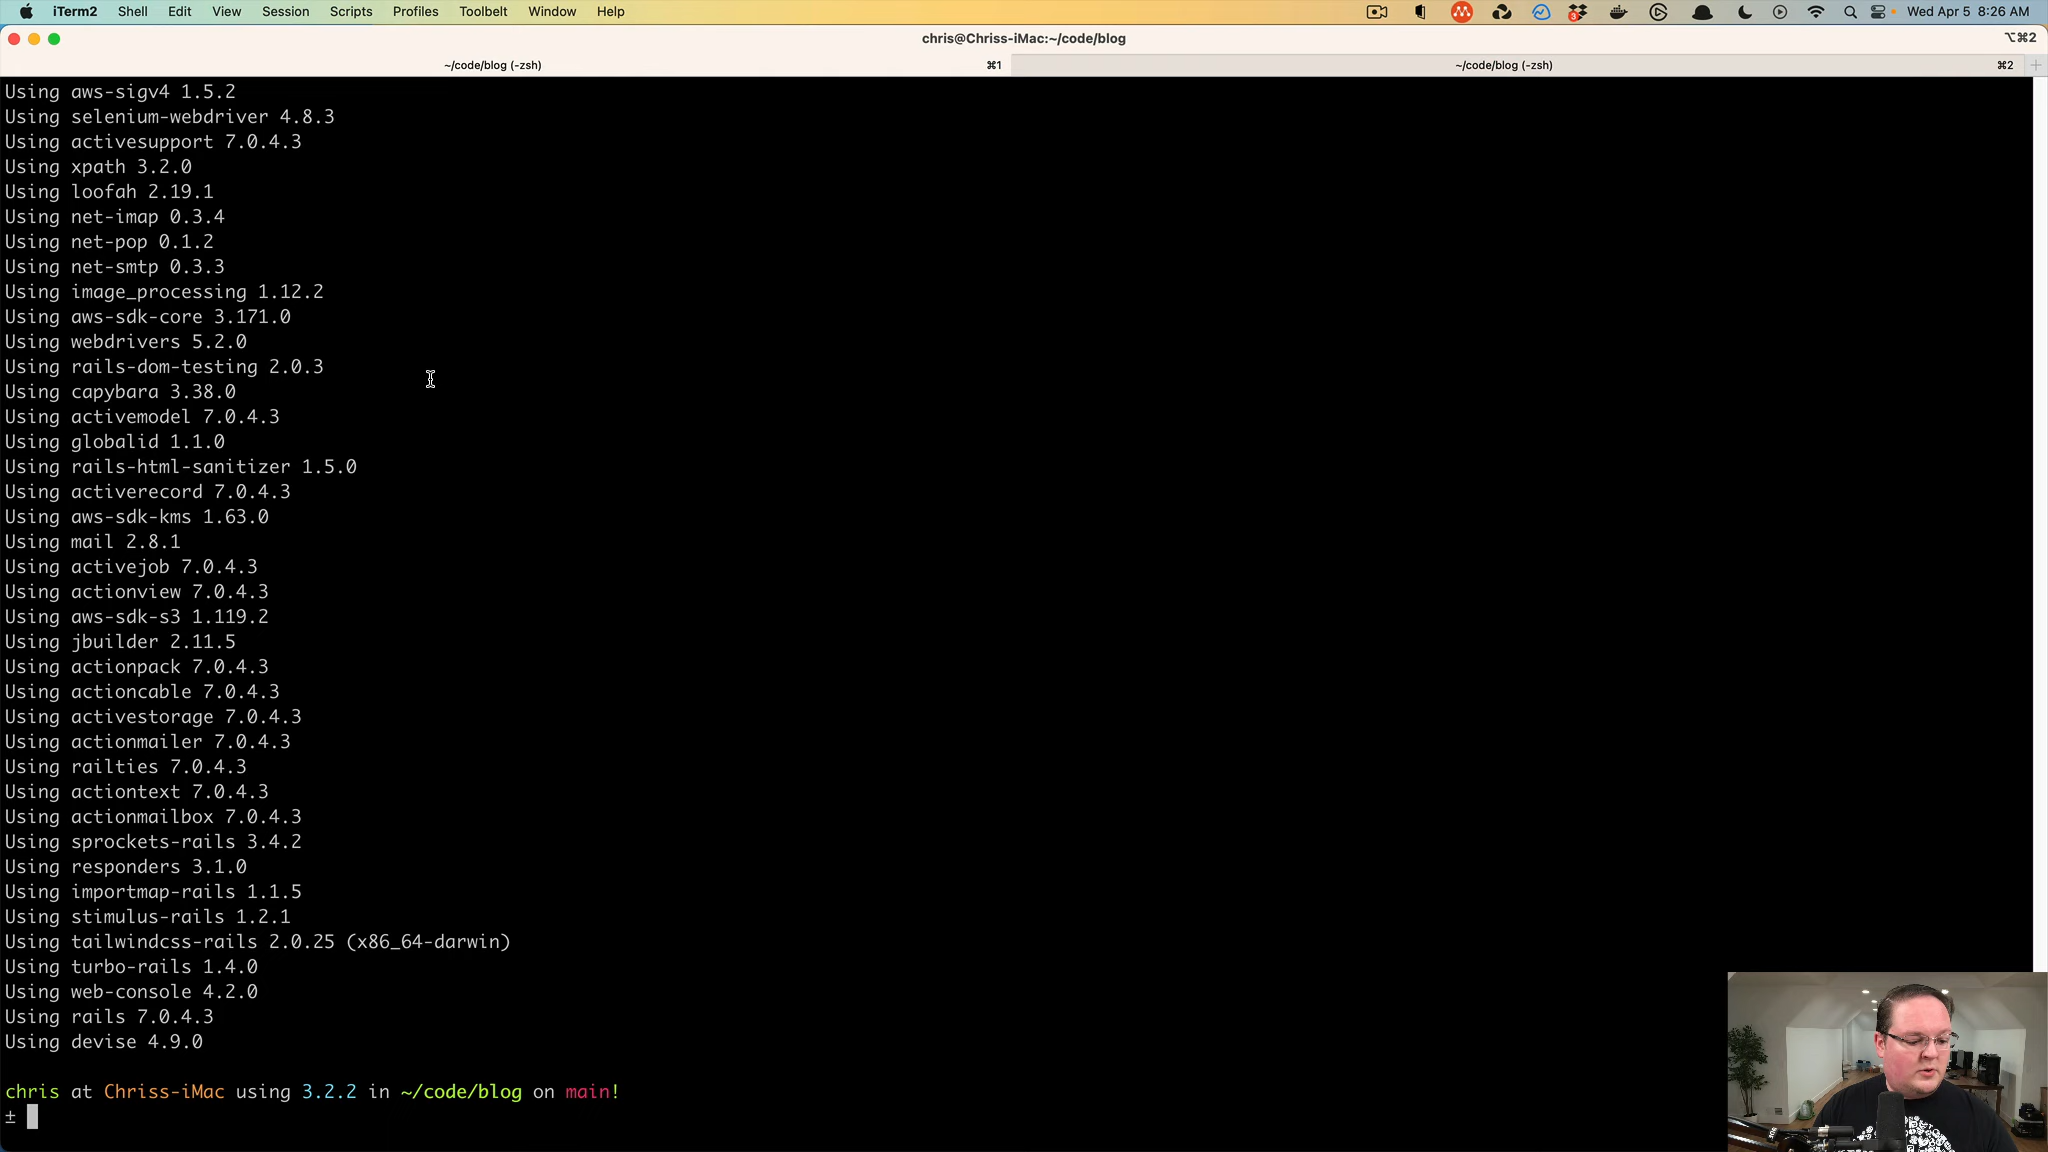 iTerm2 Shell Edit View Session Scripts Profiles Toolbelt Window Help Wed Apr 5 8:26 AM
chris@Chriss-iMac:~/code/blog ⌥⌘2
~/code/blog (-zsh) ⌘1 ~/code/blog (-zsh) ⌘2
Using aws-sigv4 1.5.2
Using selenium-webdriver 4.8.3
Using activesupport 7.0.4.3
Using xpath 3.2.0
Using loofah 2.19.1
Using net-imap 0.3.4
Using net-pop 0.1.2
Using net-smtp 0.3.3
Using image_processing 1.12.2
Using aws-sdk-core 3.171.0
Using webdrivers 5.2.0
Using rails-dom-testing 2.0.3
Using capybara 3.38.0
Using activemodel 7.0.4.3
Using globalid 1.1.0
Using rails-html-sanitizer 1.5.0
Using activerecord 7.0.4.3
Using aws-sdk-kms 1.63.0
Using mail 2.8.1
Using activejob 7.0.4.3
Using actionview 7.0.4.3
Using aws-sdk-s3 1.119.2
Using jbuilder 2.11.5
Using actionpack 7.0.4.3
Using actioncable 7.0.4.3
Using activestorage 7.0.4.3
Using actionmailer 7.0.4.3
Using railties 7.0.4.3
Using actiontext 7.0.4.3
Using actionmailbox 7.0.4.3
Using sprockets-rails 3.4.2
Using responders 3.1.0
Using importmap-rails 1.1.5
Using stimulus-rails 1.2.1
Using tailwindcss-rails 2.0.25 (x86_64-darwin)
Using turbo-rails 1.4.0
Using web-console 4.2.0
Using rails 7.0.4.3
Using devise 4.9.0
chris at Chriss-iMac using 3.2.2 in ~/code/blog on main!
±